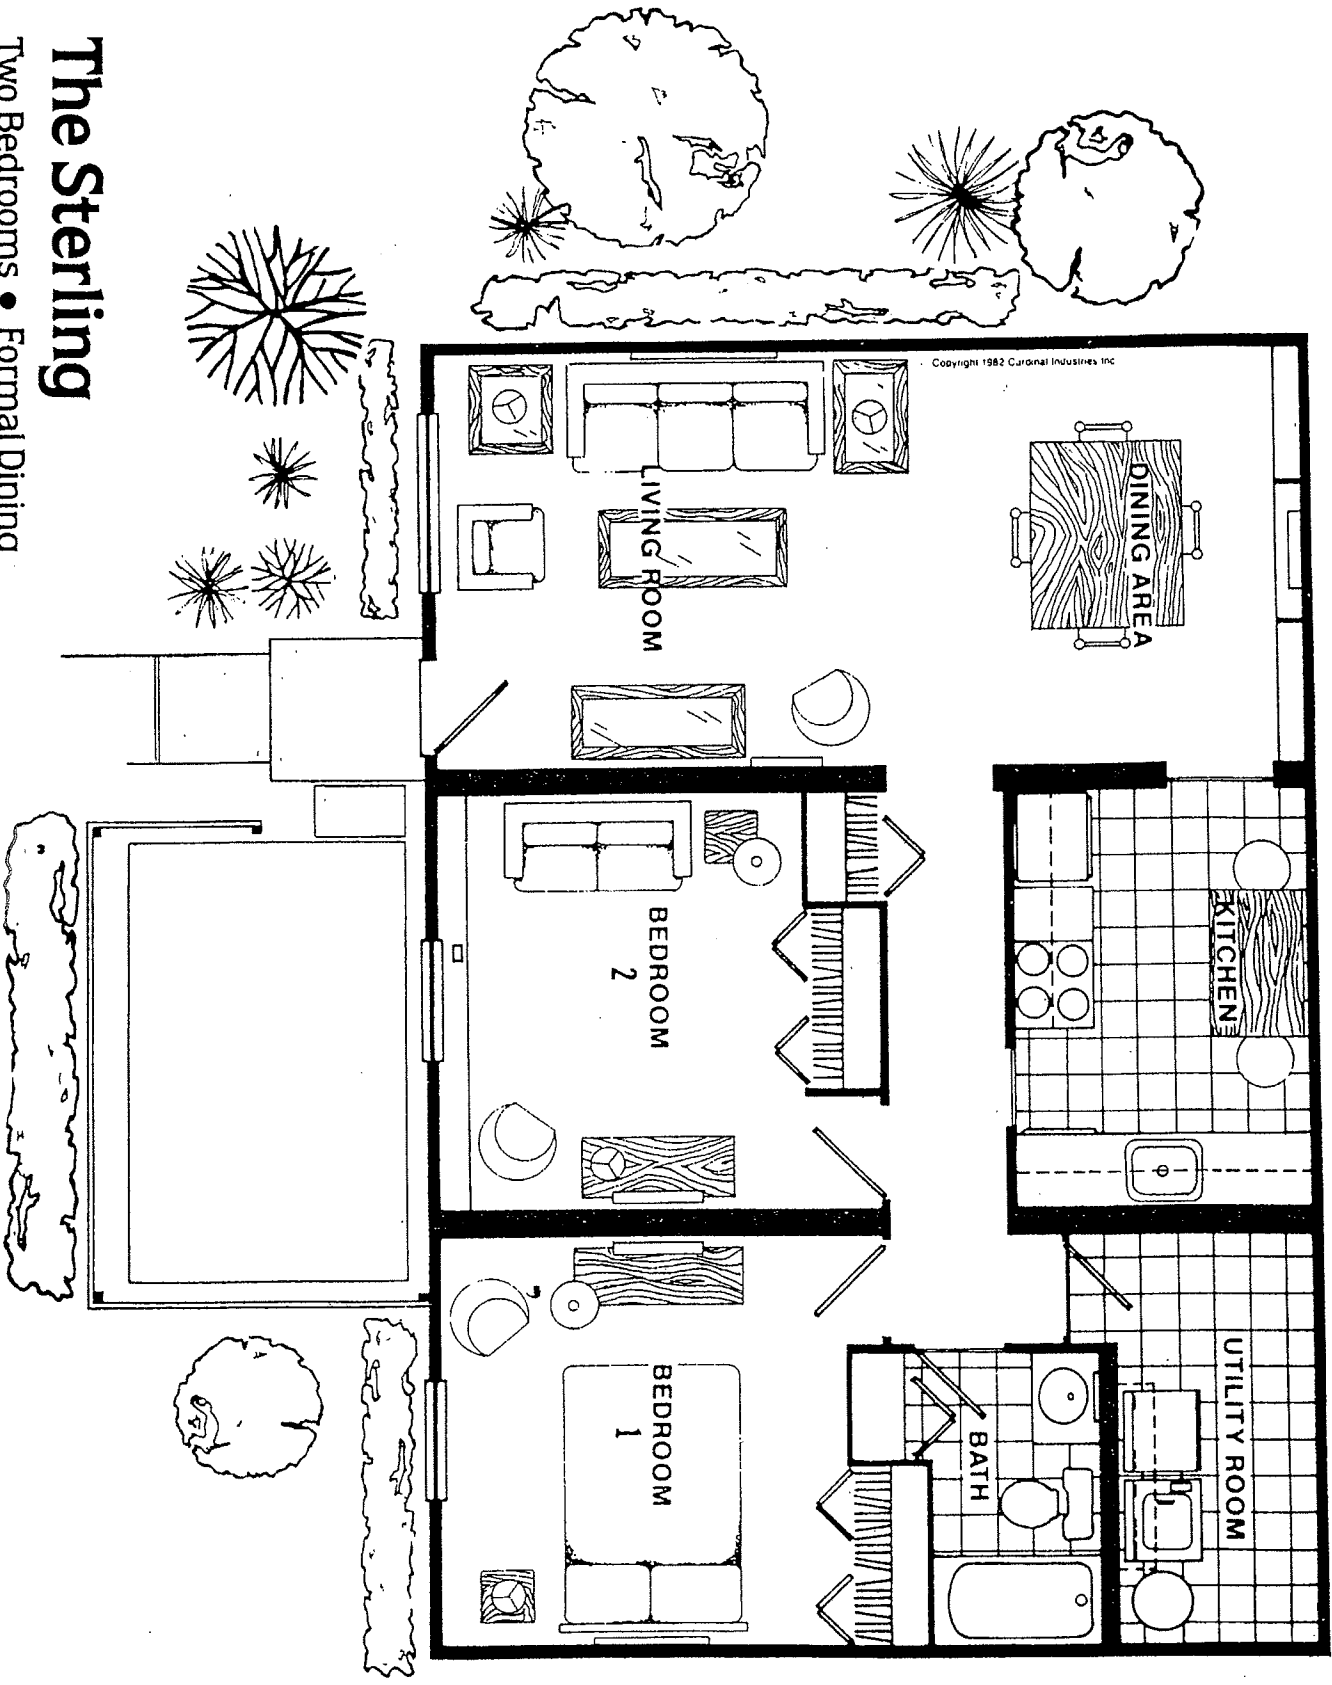 The Sterling
Two Bedrooms • Formal Dining
Copyright 1982 Cardinal Industries Inc
DINING AREA
LIVING ROOM
KITCHEN
BEDROOM
2
UTILITY ROOM
BATH
BEDROOM
1